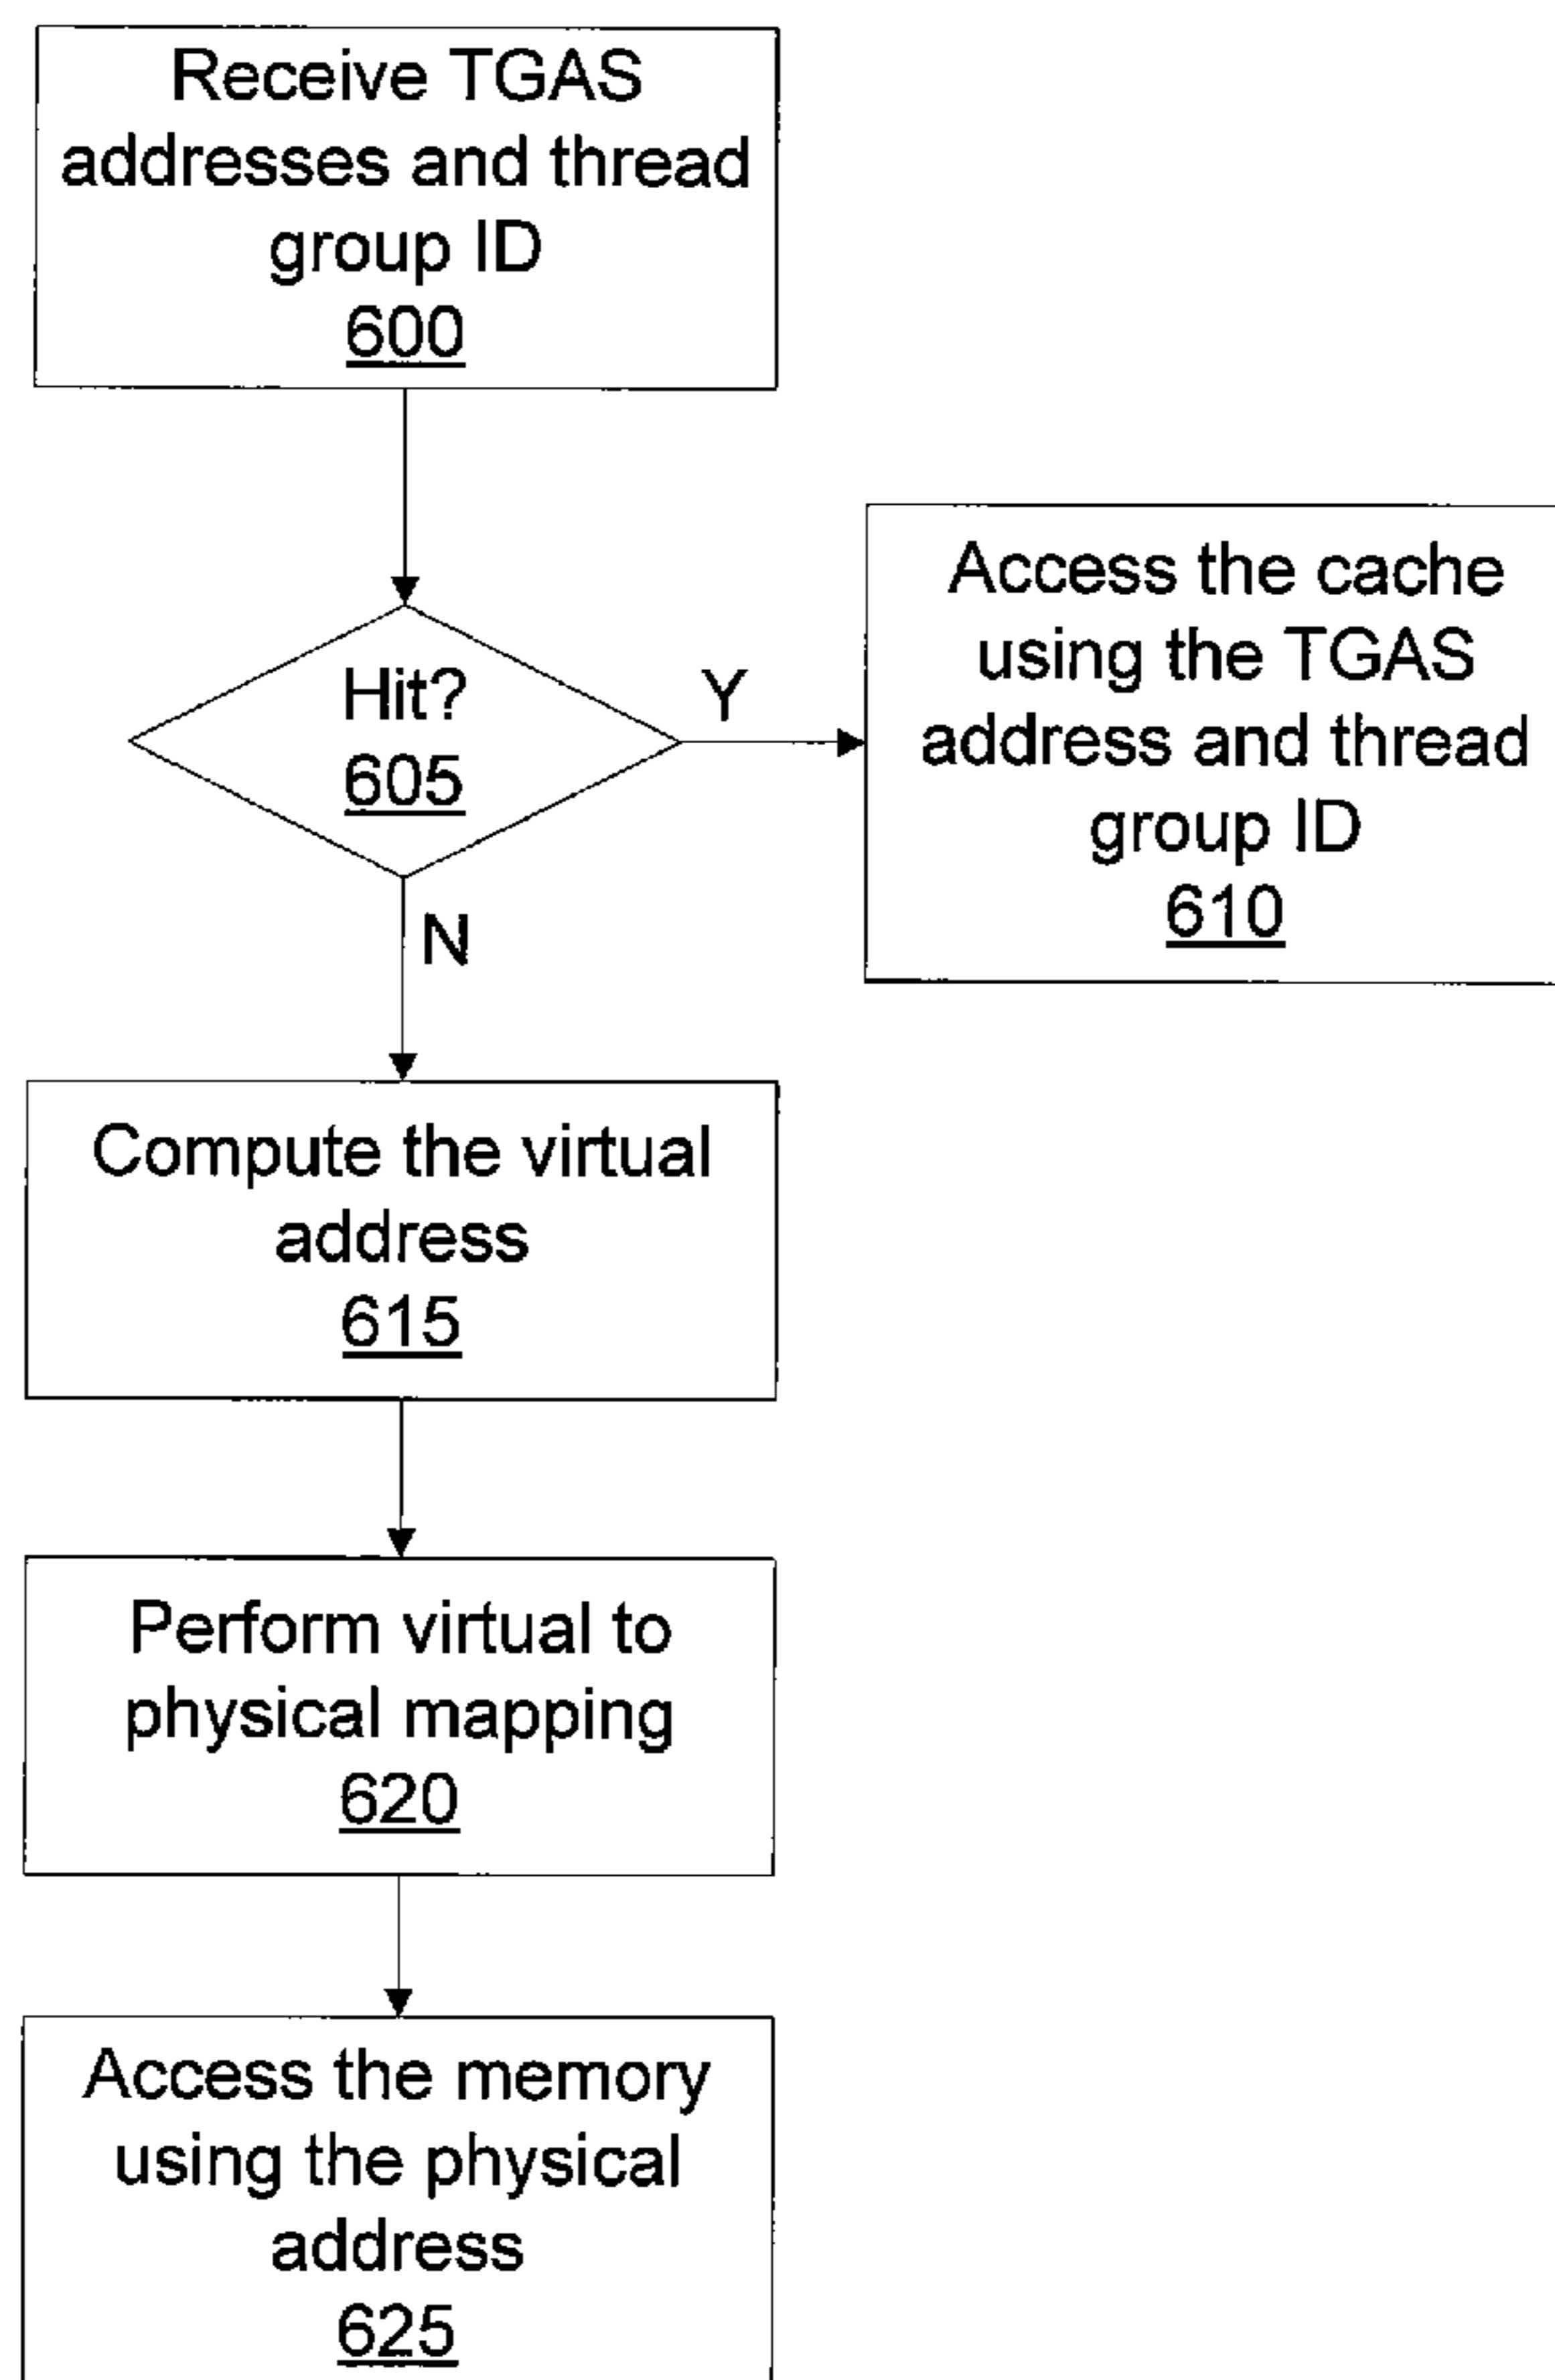 Receive TGAS
addresses and thread
group ID
600
Hit?
605
Y
Access the cache
using the TGAS
address and thread
group ID
610
N
Compute the virtual
address
615
Perform virtual to
physical mapping
620
Access the memory
using the physical
address
625